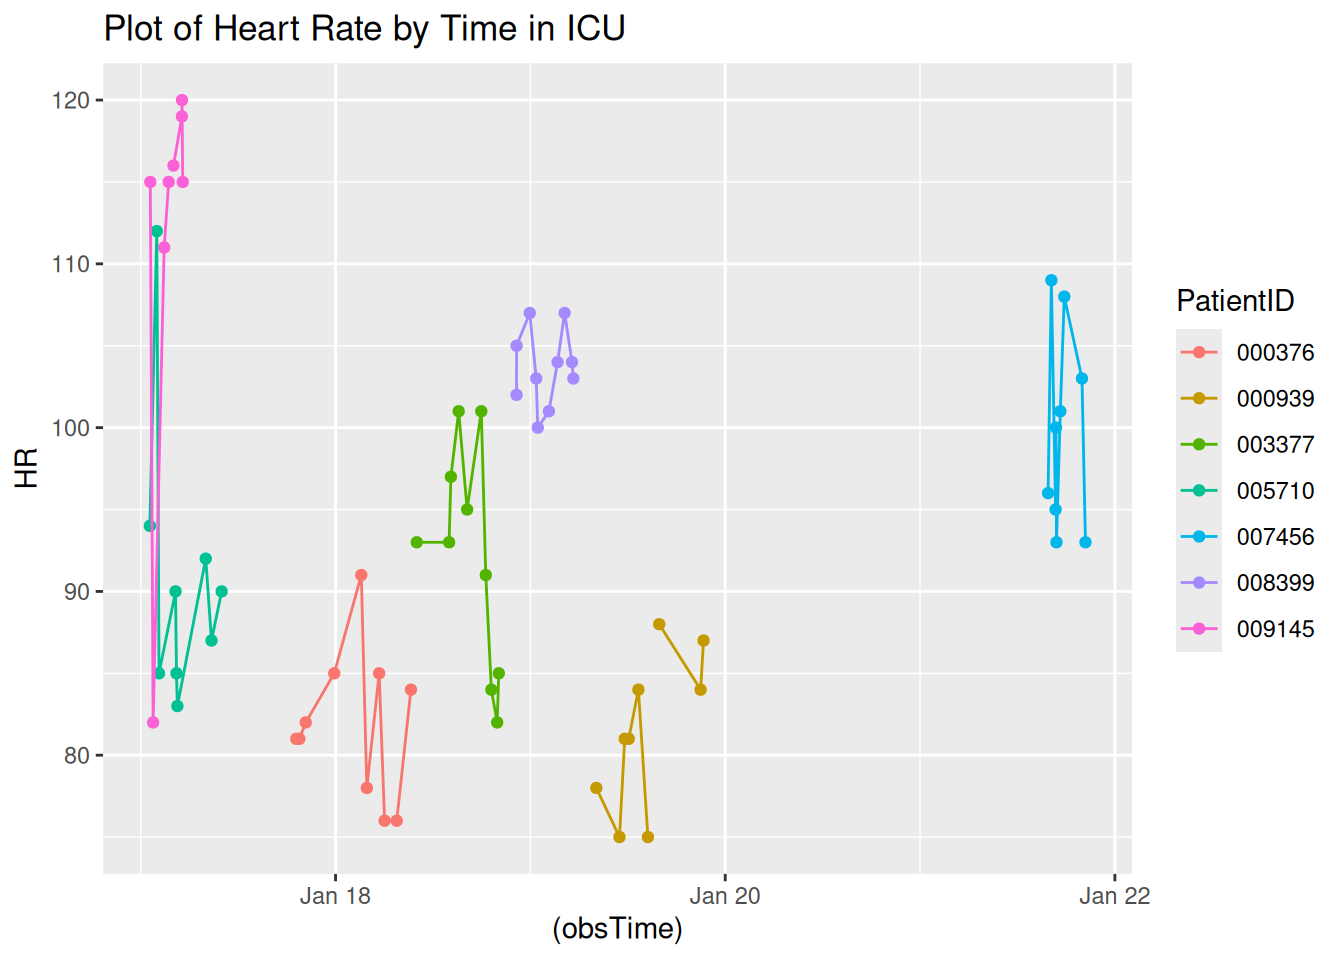 Plot of Heart Rate by Time in ICU
120
110
100
90
80
HR
Jan 18
Jan 20
Jan 22
(obsTime)
PatientID
000376
000939
003377
005710
007456
008399
009145